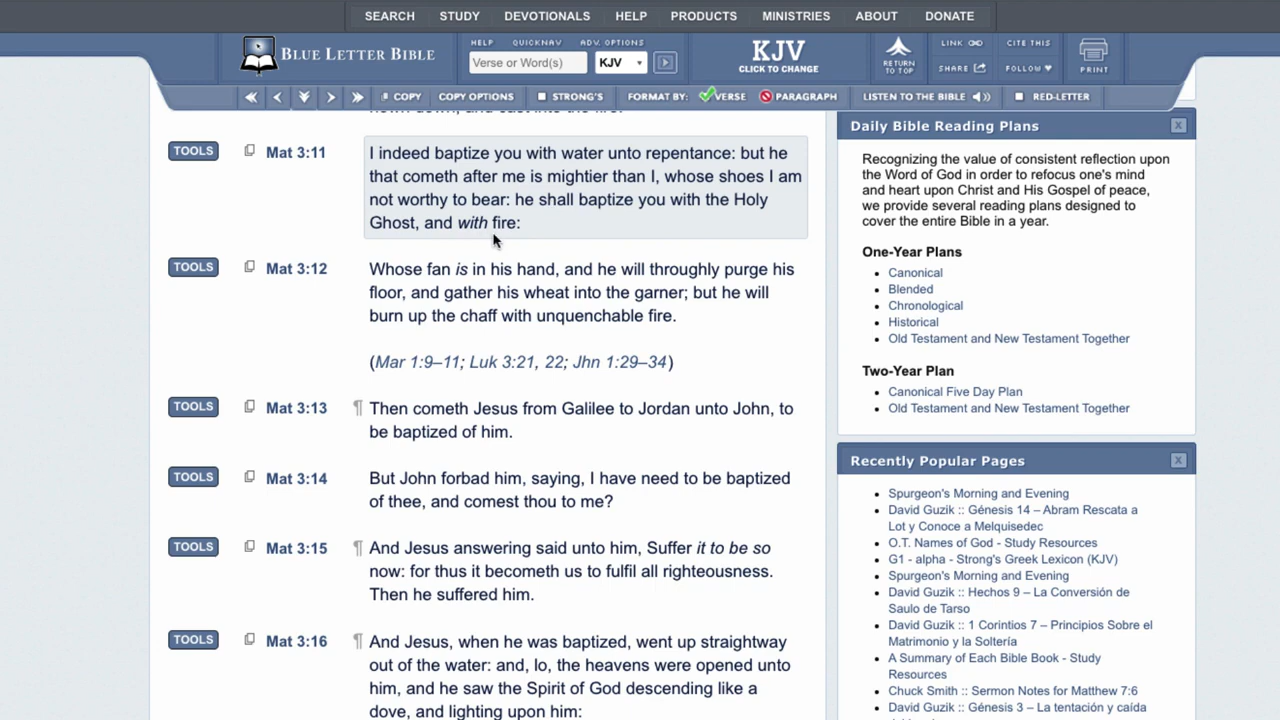 SEARCH STUDY DEVOTIONALS HELP PRODUCTS MINISTRIES ABOUT DONATE
BLUE LETTER BIBLE
HELP QUICKNAV ADV. OPTIONS
Verse or Word(s) KJV
KJV
CLICK TO CHANGE
RETURN
TO TOP
LINK CITE THIS
SHARE FOLLOW
PRINT
COPY COPY OPTIONS STRONG'S FORMAT BY: VERSE PARAGRAPH LISTEN TO THE BIBLE RED-LETTER
TOOLS Mat 3:11 I indeed baptize you with water unto repentance: but he
that cometh after me is mightier than I, whose shoes I am
not worthy to bear: he shall baptize you with the Holy
Ghost, and with fire:
TOOLS Mat 3:12 Whose fan is in his hand, and he will throughly purge his
floor, and gather his wheat into the garner; but he will
burn up the chaff with unquenchable fire.
(Mar 1:9–11; Luk 3:21, 22; Jhn 1:29–34)
TOOLS Mat 3:13 ¶ Then cometh Jesus from Galilee to Jordan unto John, to
be baptized of him.
TOOLS Mat 3:14 But John forbad him, saying, I have need to be baptized
of thee, and comest thou to me?
TOOLS Mat 3:15 ¶ And Jesus answering said unto him, Suffer it to be so
now: for thus it becometh us to fulfil all righteousness.
Then he suffered him.
TOOLS Mat 3:16 ¶ And Jesus, when he was baptized, went up straightway
out of the water: and, lo, the heavens were opened unto
him, and he saw the Spirit of God descending like a
dove, and lighting upon him:
Daily Bible Reading Plans
Recognizing the value of consistent reflection upon
the Word of God in order to refocus one's mind
and heart upon Christ and His Gospel of peace,
we provide several reading plans designed to
cover the entire Bible in a year.
One-Year Plans
Canonical
Blended
Chronological
Historical
Old Testament and New Testament Together
Two-Year Plan
Canonical Five Day Plan
Old Testament and New Testament Together
Recently Popular Pages
Spurgeon's Morning and Evening
David Guzik :: Génesis 14 – Abram Rescata a
Lot y Conoce a Melquisedec
O.T. Names of God - Study Resources
G1 - alpha - Strong's Greek Lexicon (KJV)
Spurgeon's Morning and Evening
David Guzik :: Hechos 9 – La Conversión de
Saulo de Tarso
David Guzik :: 1 Corintios 7 – Principios Sobre el
Matrimonio y la Soltería
A Summary of Each Bible Book - Study
Resources
Chuck Smith :: Sermon Notes for Matthew 7:6
David Guzik :: Génesis 3 – La tentación y caída